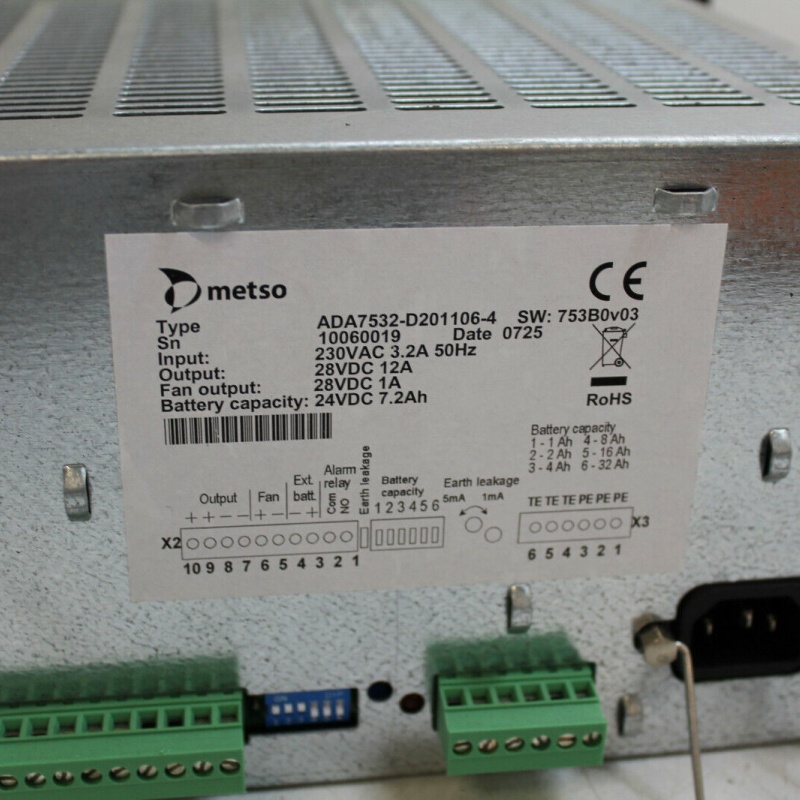 metso
CE
Type ADA7532-D201106-4 SW: 753B0v03
Sn 10060019 Date 0725
Input: 230VAC 3.2A 50Hz
Output: 28VDC 12A
Fan output: 28VDC 1A
Battery capacity: 24VDC 7.2Ah
RoHS
Battery capacity
1 - 1 Ah 4 - 8 Ah
2 - 2 Ah 5 - 16 Ah
3 - 4 Ah 6 - 32 Ah
Output Fan Ext. batt. Alarm relay Earth leakage Battery capacity Earth leakage
+ + - - + - - + Com NO 1 2 3 4 5 6 5mA 1mA TE TE TE PE PE PE
X2 X3
10 9 8 7 6 5 4 3 2 1 6 5 4 3 2 1